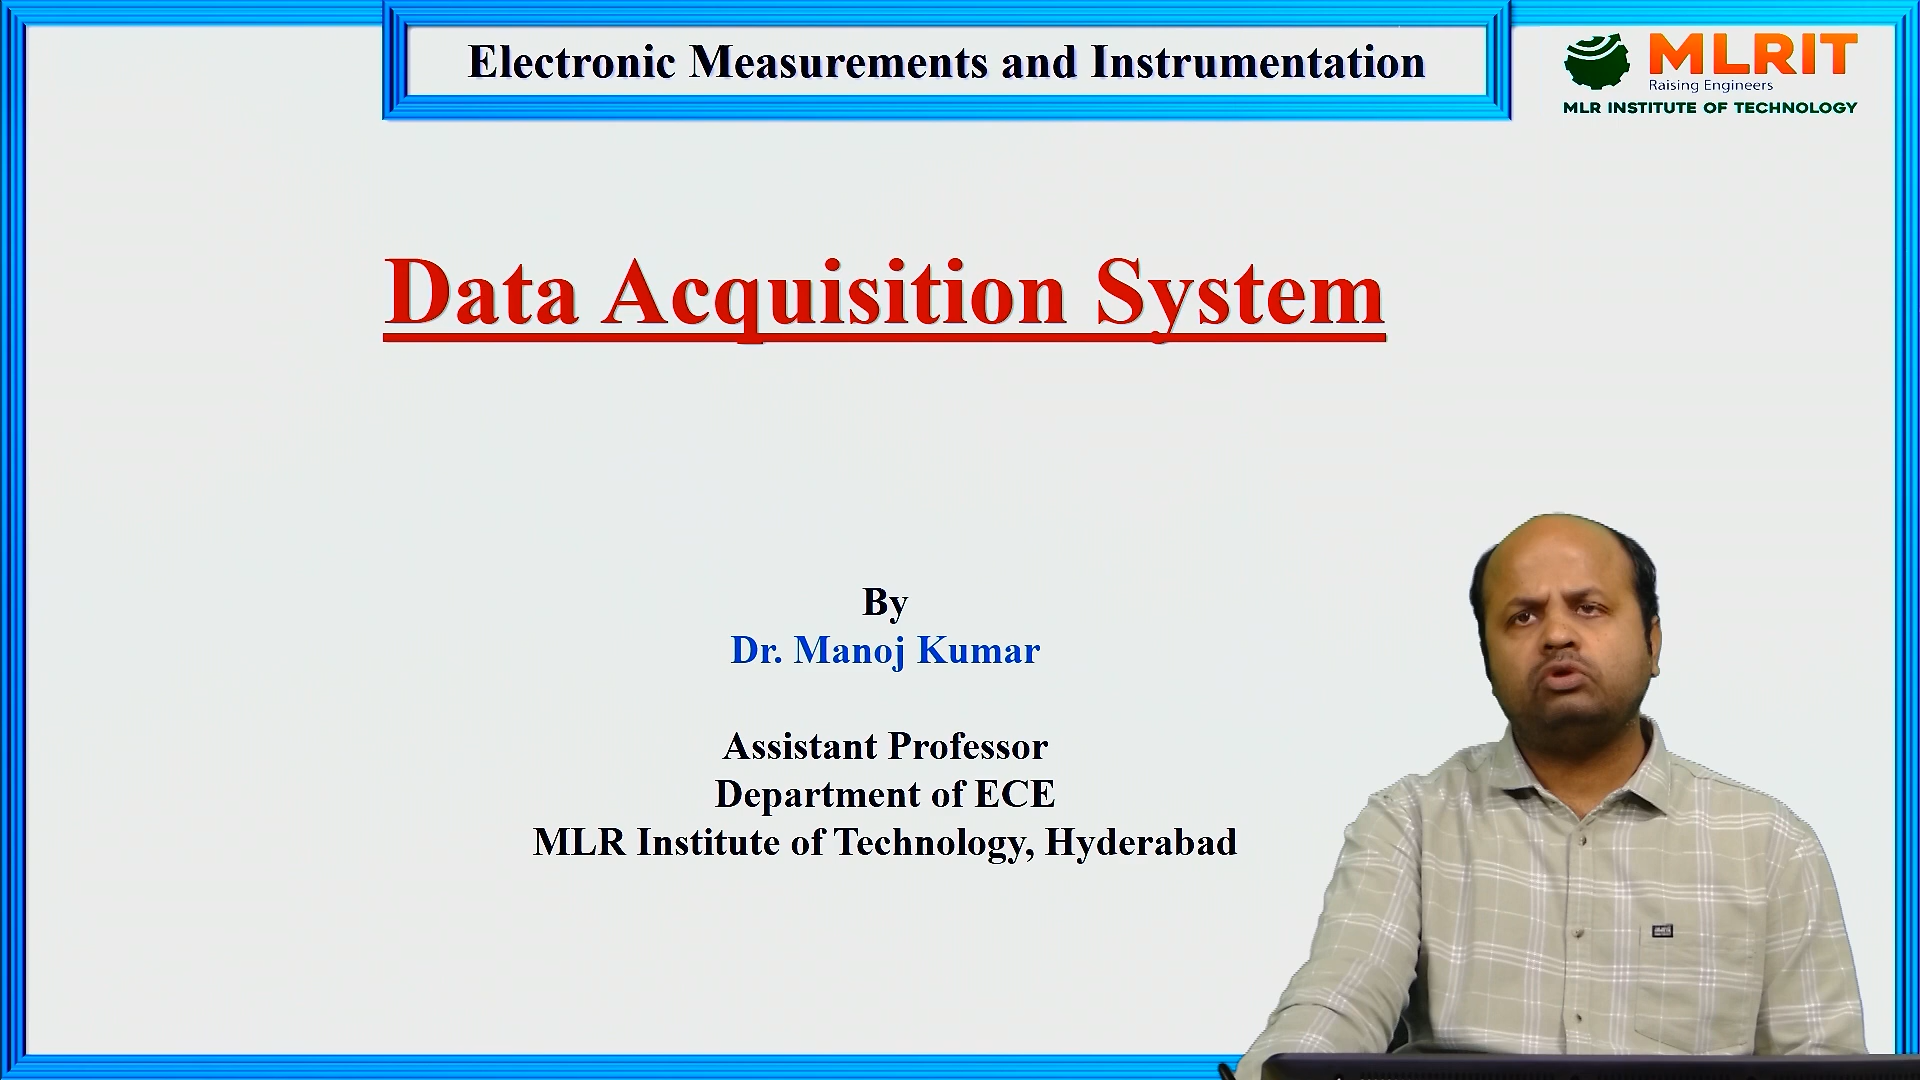 Electronic Measurements and Instrumentation
MLRIT
Raising Engineers
MLR INSTITUTE OF TECHNOLOGY
Data Acquisition System
By
Dr. Manoj Kumar
Assistant Professor
Department of ECE
MLR Institute of Technology, Hyderabad